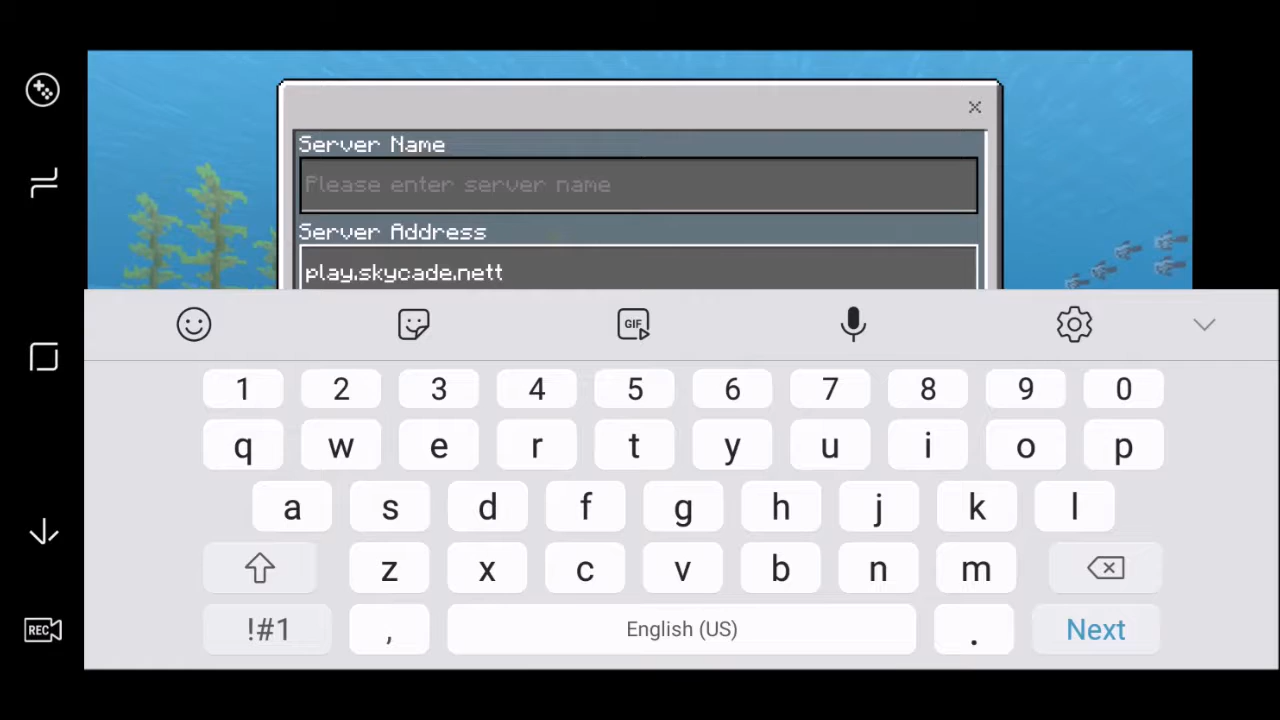 Server Name
Please enter server name
Server Address
play.skycade.nett
GIF
1 2 3 4 5 6 7 8 9 0
q w e r t y u i o p
a s d f g h j k l
z x c v b n m
!#1 , English (US) . Next
REC